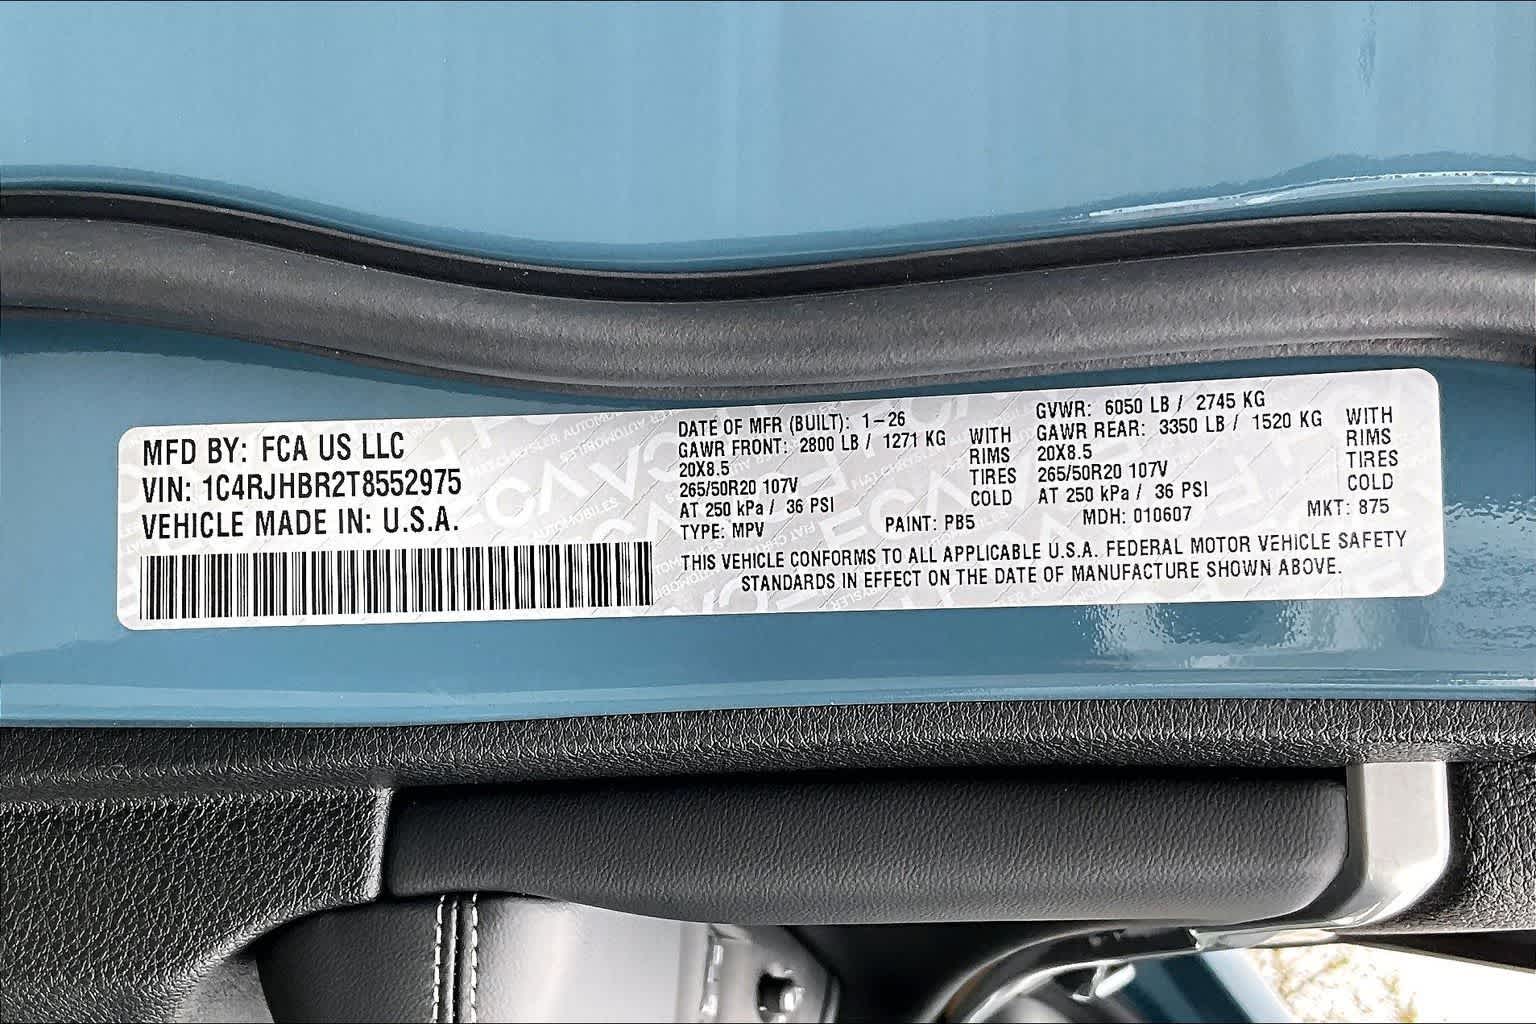 MFD BY: FCA US LLC
VIN: 1C4RJHBR2T8552975
VEHICLE MADE IN: U.S.A.
DATE OF MFR (BUILT): 1-26
GAWR FRONT: 2800 LB / 1271 KG
20X8.5
265/50R20 107V
AT 250 kPa / 36 PSI
WITH
RIMS
TIRES
COLD
GVWR: 6050 LB / 2745 KG
GAWR REAR: 3350 LB / 1520 KG
20X8.5
265/50R20 107V
AT 250 kPa / 36 PSI
WITH
RIMS
TIRES
COLD
TYPE: MPV PAINT: PB5 MDH: 010607 MKT: 875
THIS VEHICLE CONFORMS TO ALL APPLICABLE U.S.A. FEDERAL MOTOR VEHICLE SAFETY
STANDARDS IN EFFECT ON THE DATE OF MANUFACTURE SHOWN ABOVE.